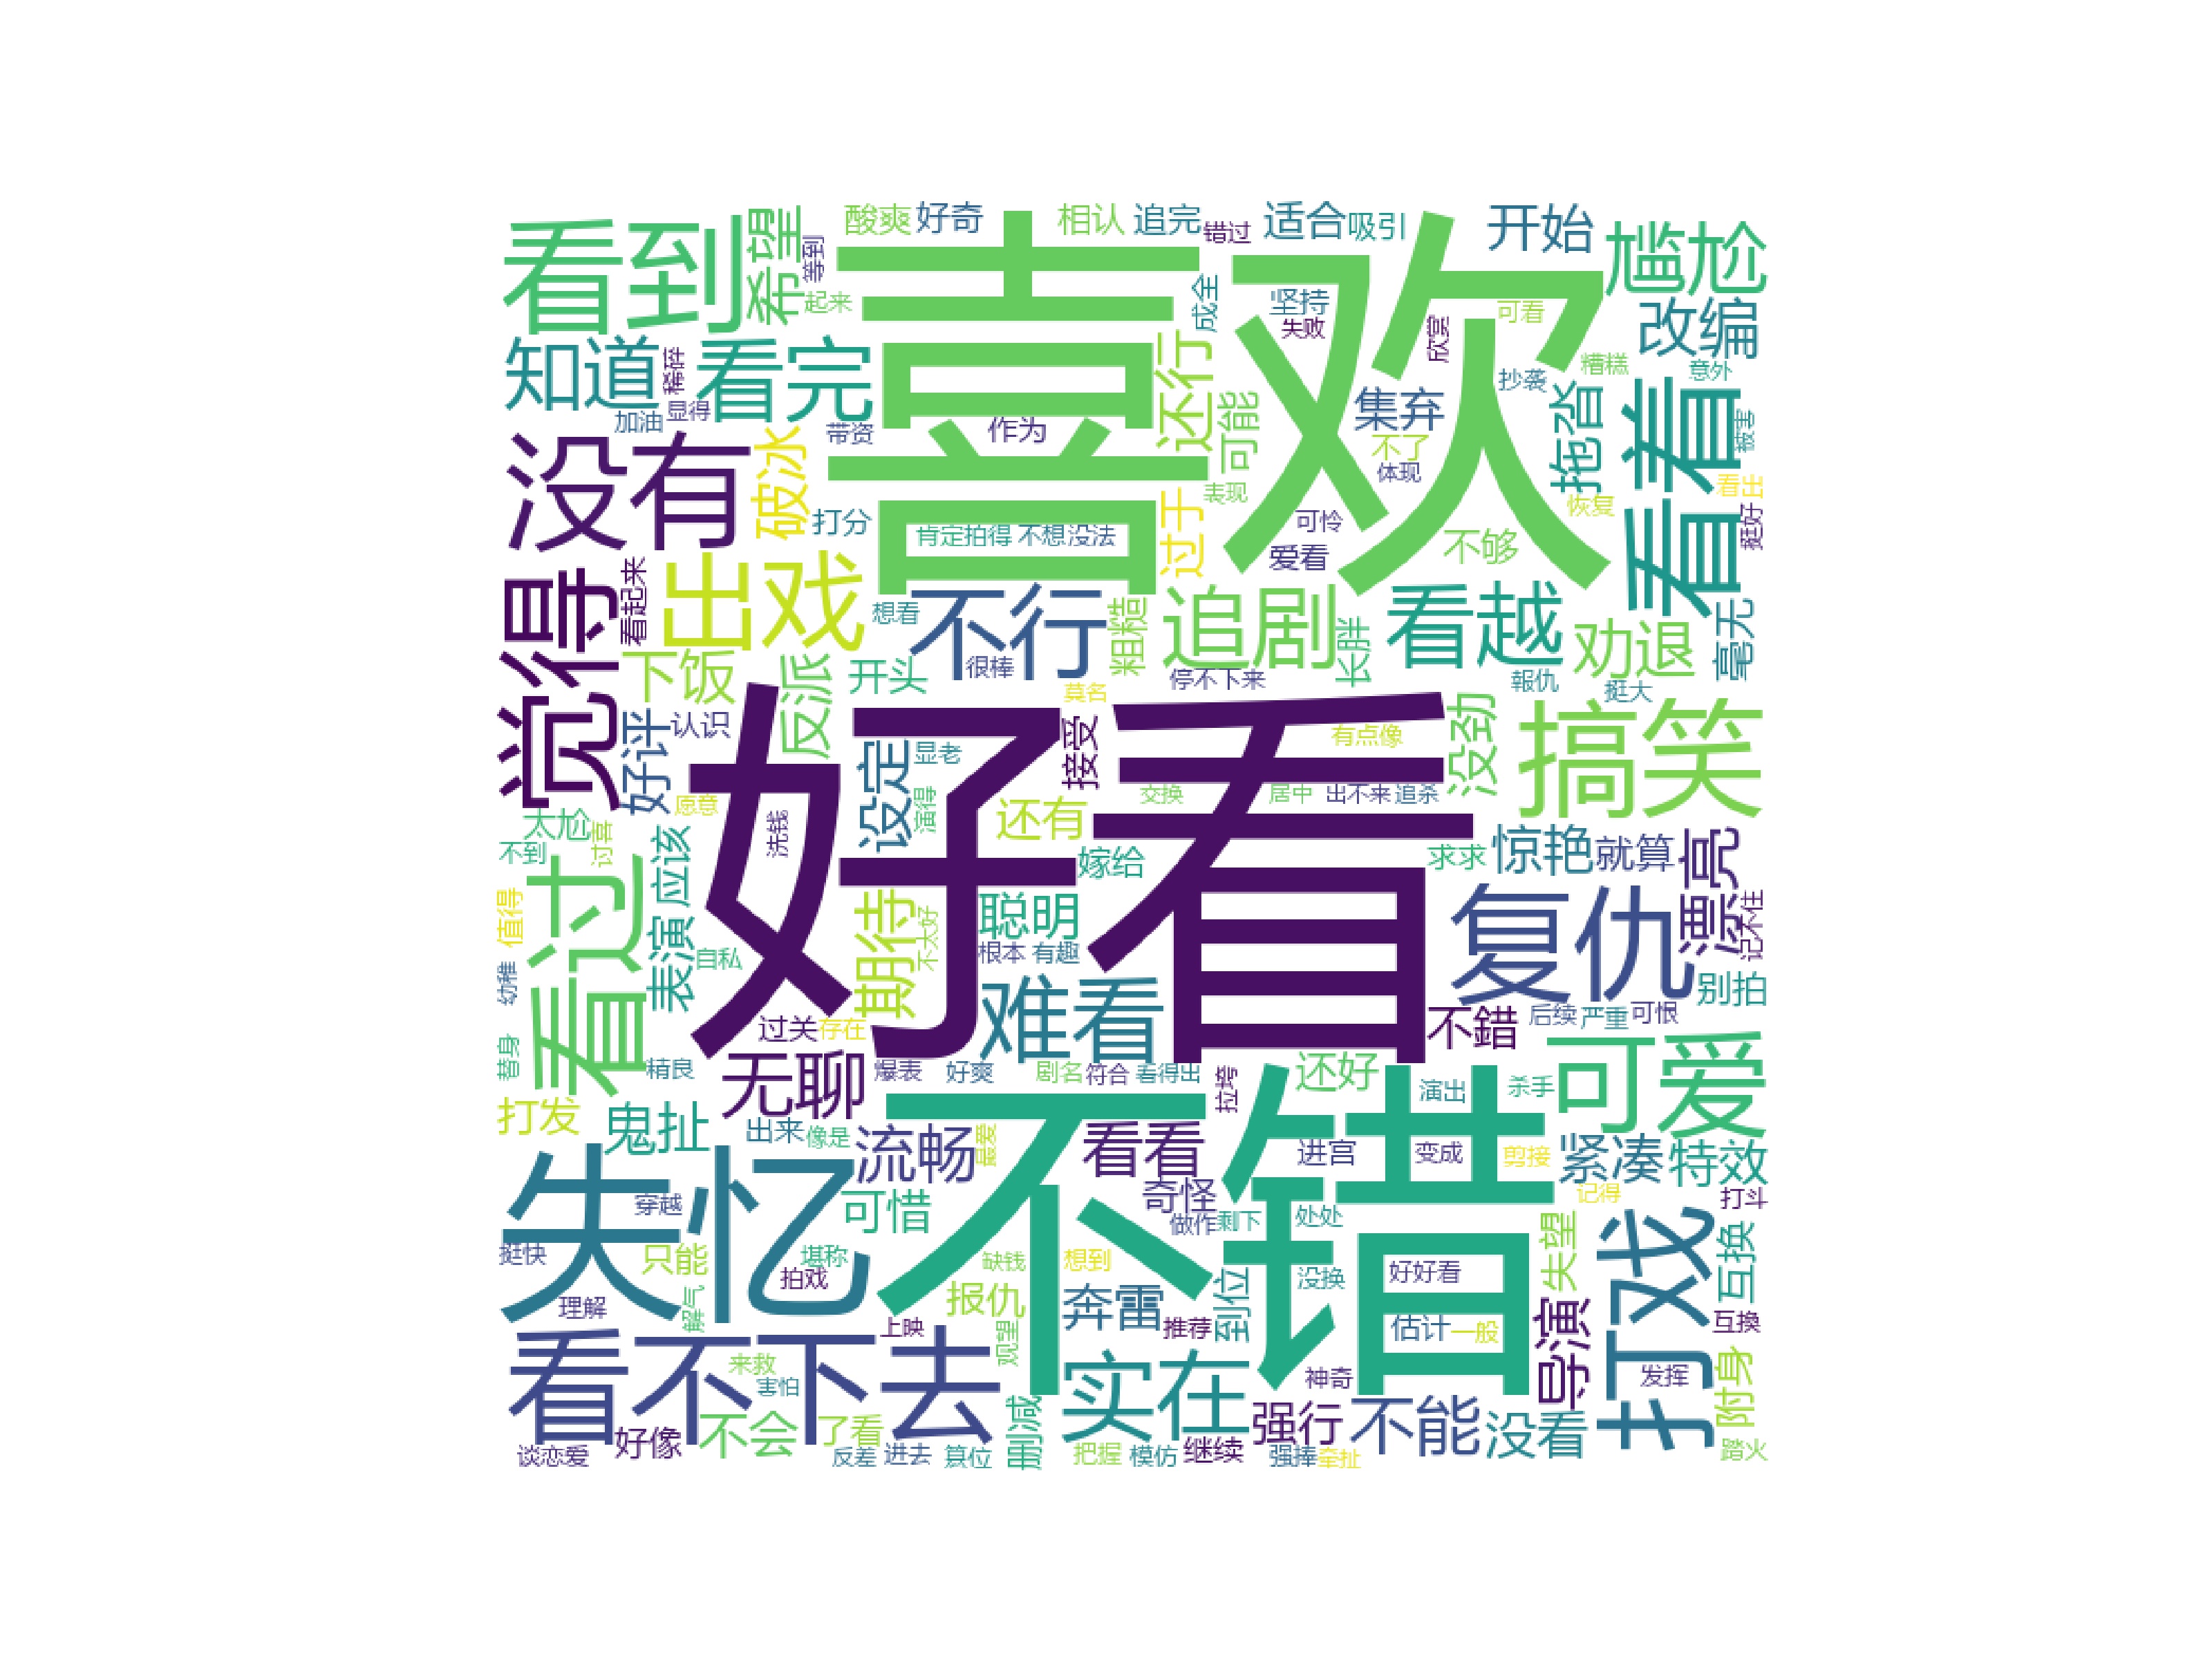 喜欢
好看
不错
失忆
看不下去
看到
没有
觉得
看过
看着
搞笑
复仇
可爱
打戏
出戏
不行
追剧
看越
难看
实在
知道
看完
希望
酸爽
好奇
相认
追完
错过
适合
吸引
开始
尴尬
改编
等到
起来
成全
坚持
失败
欣赏
可看
糟糕
抄袭
意外
稀碎
加油
显得
带资
作为
还行
可能
集弃
不了
体现
表现
拖沓
被害
看出
挺好
恢复
破冰
打分
肯定拍得
不想
没法
过于
可怜
爱看
不够
看起来
下饭
反派
开头
想看
很棒
粗糙
长胜
停不下来
劝退
毫无
報仇
挺大
好评
认识
设定
显老
莫名
接受
有点像
没劲
愿意
洗钱
演得
还有
交换
居中
出不来
追杀
太尬
不到
讨喜
应该
嫁给
求求
惊艳
就算
漂亮
记不住
值得
幼稚
表演
自私
期待
不太好
聪明
根本
有趣
别拍
过关
存在
不錯
后续
严重
可恨
替身
精良
无聊
爆表
好爽
剧名
符合
看得出
拉垮
还好
演出
杀手
打发
鬼扯
出来
像是
流畅
最爱
看看
奇怪
进宫
变成
剪接
紧凑
特效
记得
打斗
穿越
可惜
做作
剩下
处处
挺快
只能
堪称
拍戏
缺钱
想到
没换
好好看
失望
互换
理解
解气
报仇
奔雷
到位
上映
观望
推荐
估计
一般
导演
互換
来救
害怕
神奇
发挥
附身
谈恋爱
好像
不会
了看
反差
进去
篡位
删减
把握
模仿
继续
强行
强捧
牵扯
不能
没看
踏火